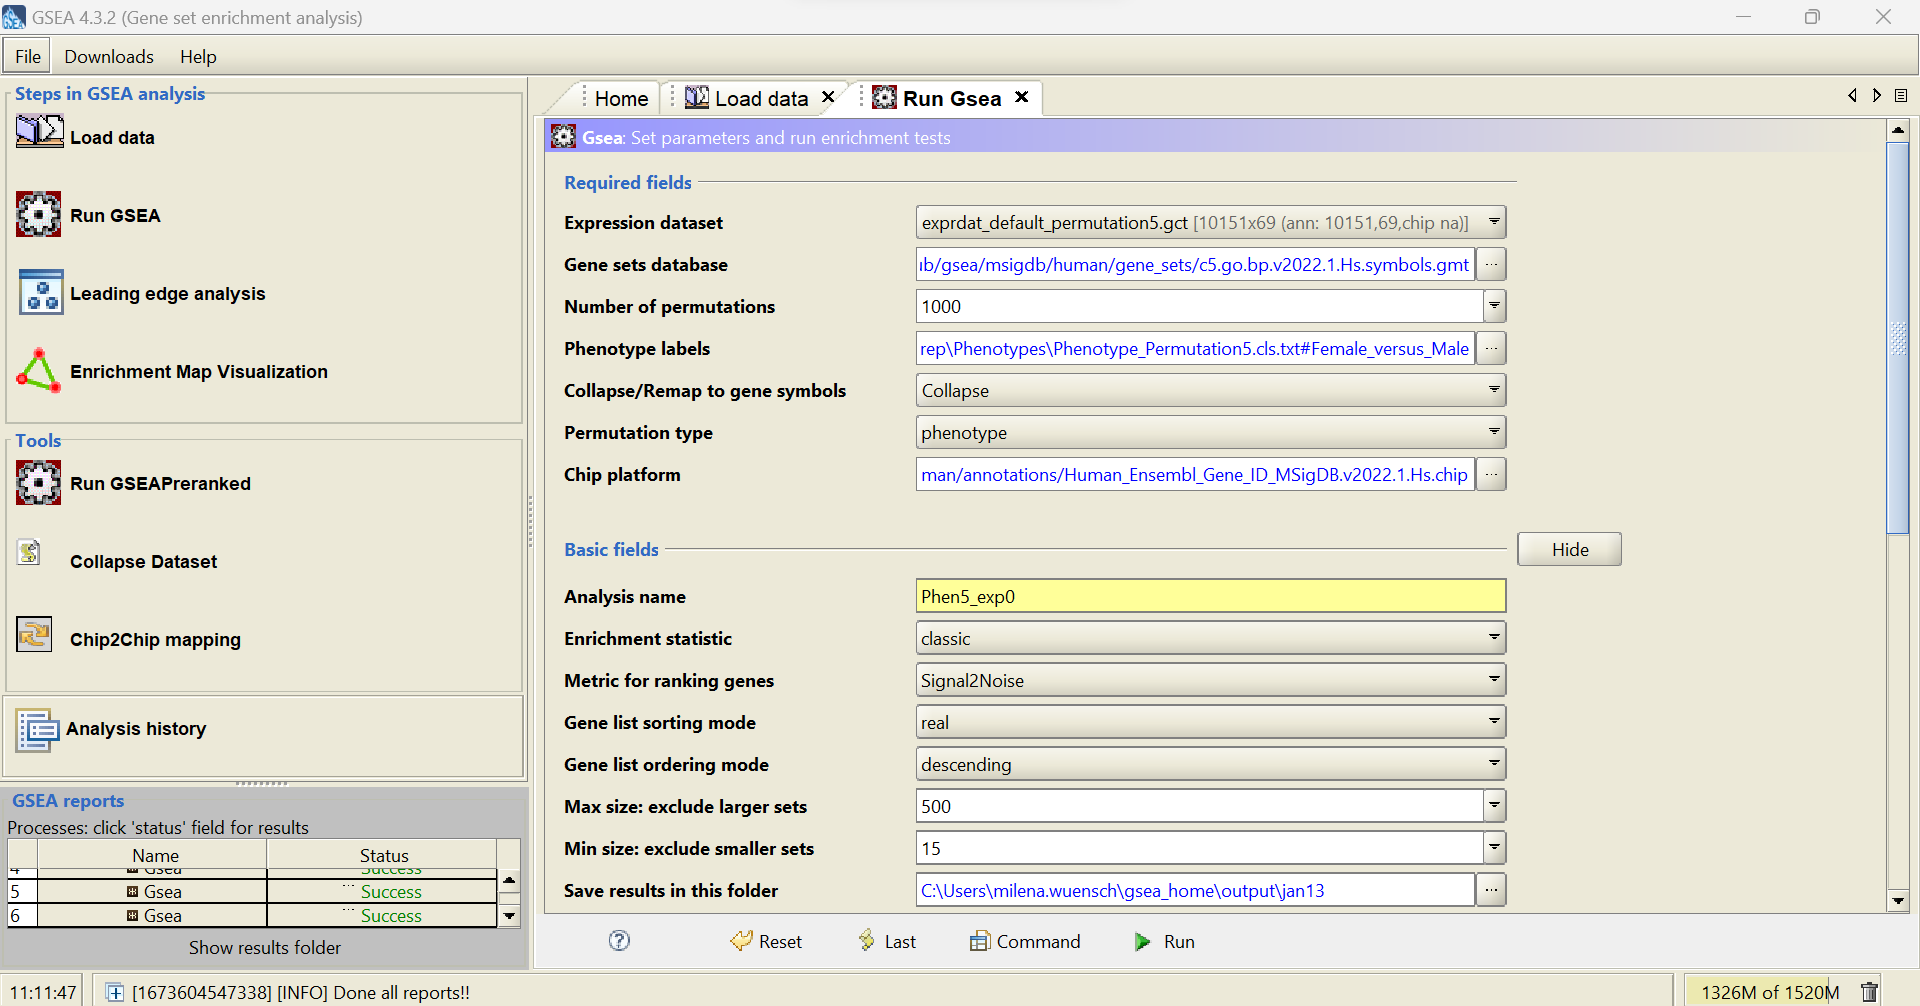 GSEA 4.3.2 (Gene set enrichment analysis)
File Downloads Help
Steps in GSEA analysis
Load data
Run GSEA
Leading edge analysis
Enrichment Map Visualization
Tools
Run GSEAPreranked
Collapse Dataset
Chip2Chip mapping
Analysis history
GSEA reports
Processes: click 'status' field for results
Name Status
4 Gsea ... Success
5 Gsea ... Success
6 Gsea ... Success
Show results folder
Home Load data Run Gsea
Gsea: Set parameters and run enrichment tests
Required fields
Expression dataset exprdat_default_permutation5.gct [10151x69 (ann: 10151,69,chip na)]
Gene sets database ub/gsea/msigdb/human/gene_sets/c5.go.bp.v2022.1.Hs.symbols.gmt ...
Number of permutations 1000
Phenotype labels rep\Phenotypes\Phenotype_Permutation5.cls.txt#Female_versus_Male ...
Collapse/Remap to gene symbols Collapse
Permutation type phenotype
Chip platform man/annotations/Human_Ensembl_Gene_ID_MSigDB.v2022.1.Hs.chip ...
Basic fields Hide
Analysis name Phen5_exp0
Enrichment statistic classic
Metric for ranking genes Signal2Noise
Gene list sorting mode real
Gene list ordering mode descending
Max size: exclude larger sets 500
Min size: exclude smaller sets 15
Save results in this folder C:\Users\milena.wuensch\gsea_home\output\jan13 ...
? Reset Last Command Run
11:11:47 [1673604547338] [INFO] Done all reports!! 1326M of 1520M